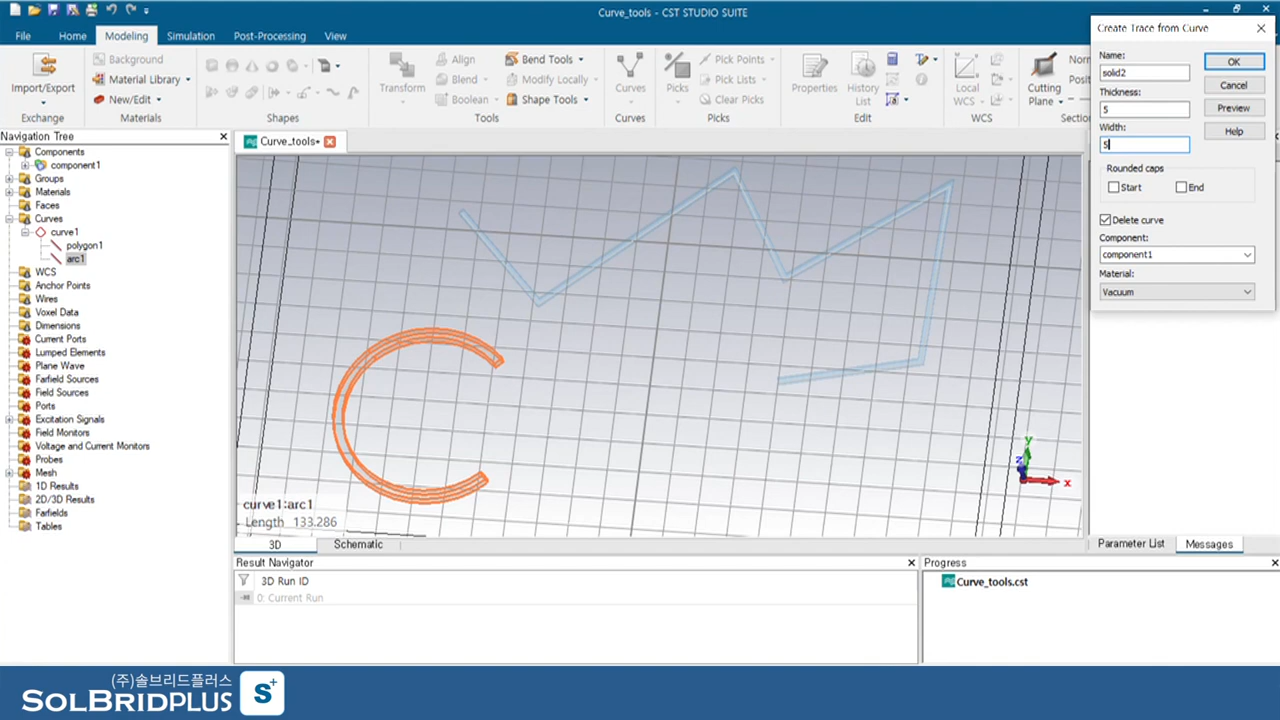 Curve_tools - CST STUDIO SUITE
File Home Modeling Simulation Post-Processing View
Import/Export
Exchange
Background
Material Library
New/Edit
Materials
Shapes
Transform
Align
Blend
Boolean
Bend Tools
Modify Locally
Shape Tools
Tools
Curves
Curves
Picks
Pick Points
Pick Lists
Clear Picks
Picks
Properties
History
List
Edit
Local
WCS
WCS
Cutting
Plane
Create Trace from Curve
Name:
solid2
Thickness:
5
Width:
5
OK
Cancel
Preview
Help
Rounded caps
Start End
Delete curve
Component:
component1
Material:
Vacuum
Navigation Tree
Components
component1
Groups
Materials
Faces
Curves
curve1
polygon1
arc1
WCS
Anchor Points
Wires
Voxel Data
Dimensions
Current Ports
Lumped Elements
Plane Wave
Farfield Sources
Field Sources
Ports
Excitation Signals
Field Monitors
Voltage and Current Monitors
Probes
Mesh
1D Results
2D/3D Results
Farfields
Tables
Curve_tools*
y
z
x
curve1:arc1
Length 133.286
3D Schematic
Parameter List Messages
Result Navigator
3D Run ID
0: Current Run
Progress
Curve_tools.cst
(주)솔브리드플러스
SOLBRIDPLUS
S+